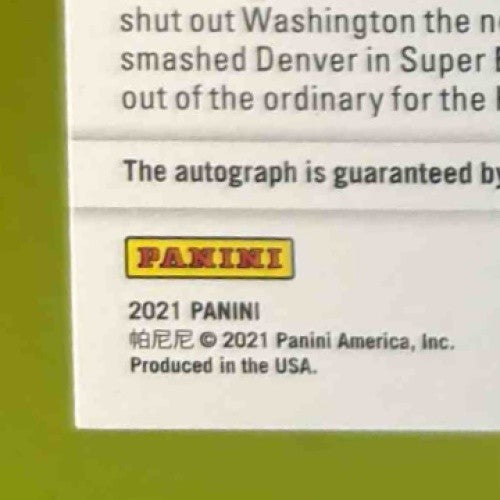 shut out Washington the
smashed Denver in Super
out of the ordinary for the
The autograph is guaranteed by
PANINI
2021 PANINI
帕尼尼 © 2021 Panini America, Inc.
Produced in the USA.